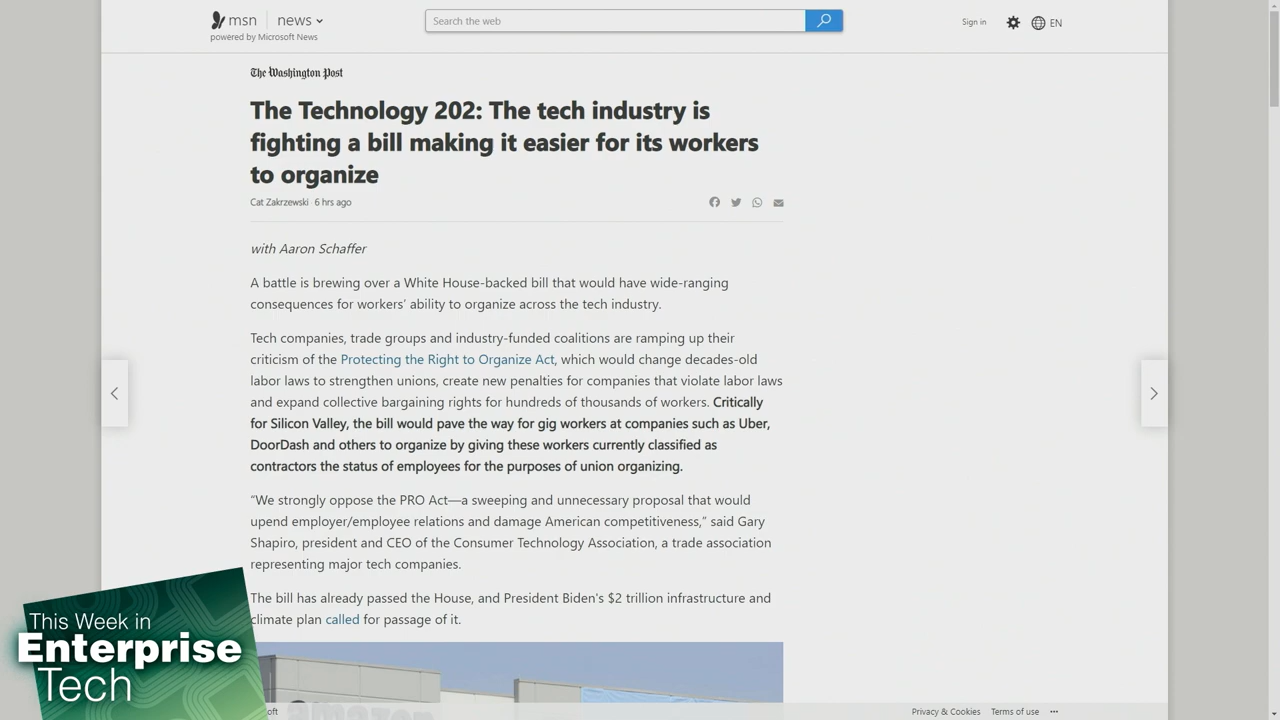 msn
news
powered by Microsoft News
Search the web
Sign in
EN
The Washington Post
The Technology 202: The tech industry is
fighting a bill making it easier for its workers
to organize
Cat Zakrzewski 6 hrs ago
with Aaron Schaffer
A battle is brewing over a White House-backed bill that would have wide-ranging
consequences for workers' ability to organize across the tech industry.
Tech companies, trade groups and industry-funded coalitions are ramping up their
criticism of the Protecting the Right to Organize Act, which would change decades-old
labor laws to strengthen unions, create new penalties for companies that violate labor laws
and expand collective bargaining rights for hundreds of thousands of workers. Critically
for Silicon Valley, the bill would pave the way for gig workers at companies such as Uber,
DoorDash and others to organize by giving these workers currently classified as
contractors the status of employees for the purposes of union organizing.
“We strongly oppose the PRO Act—a sweeping and unnecessary proposal that would
upend employer/employee relations and damage American competitiveness,” said Gary
Shapiro, president and CEO of the Consumer Technology Association, a trade association
representing major tech companies.
The bill has already passed the House, and President Biden's $2 trillion infrastructure and
climate plan called for passage of it.
This Week in
Enterprise
Tech
amazon
Privacy & Cookies
Terms of use